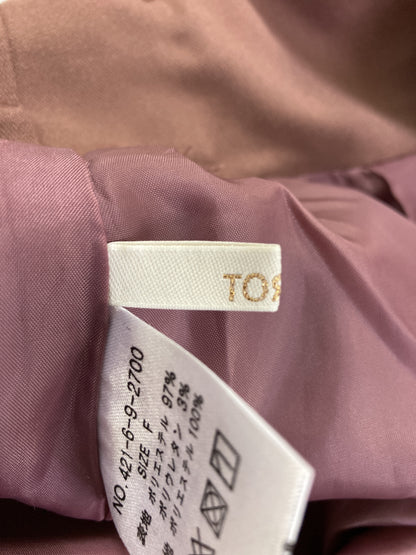 TO
NO.421-6-9-2700
SIZE F
表地 ポリエステル 97%
ポリウレタン 3%
裏地 ポリエステル 100%